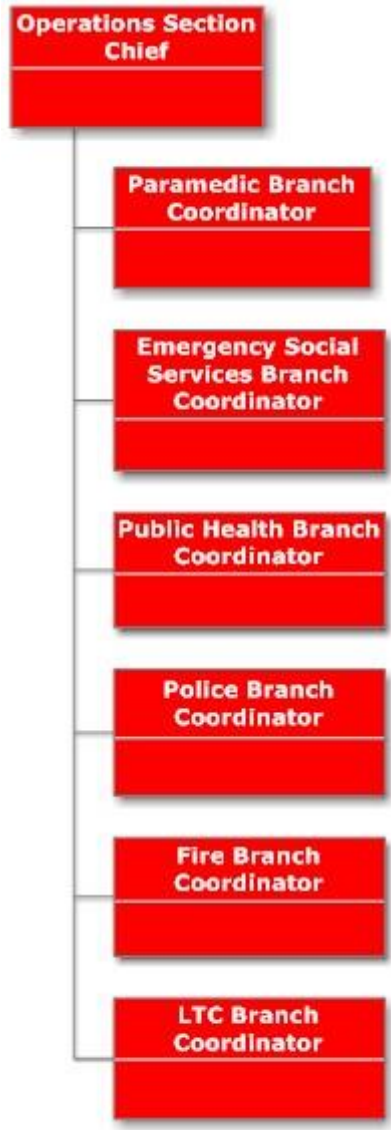 Operations Section
Chief
Paramedic Branch
Coordinator
Emergency Social
Services Branch
Coordinator
Public Health Branch
Coordinator
Police Branch
Coordinator
Fire Branch
Coordinator
LTC Branch
Coordinator